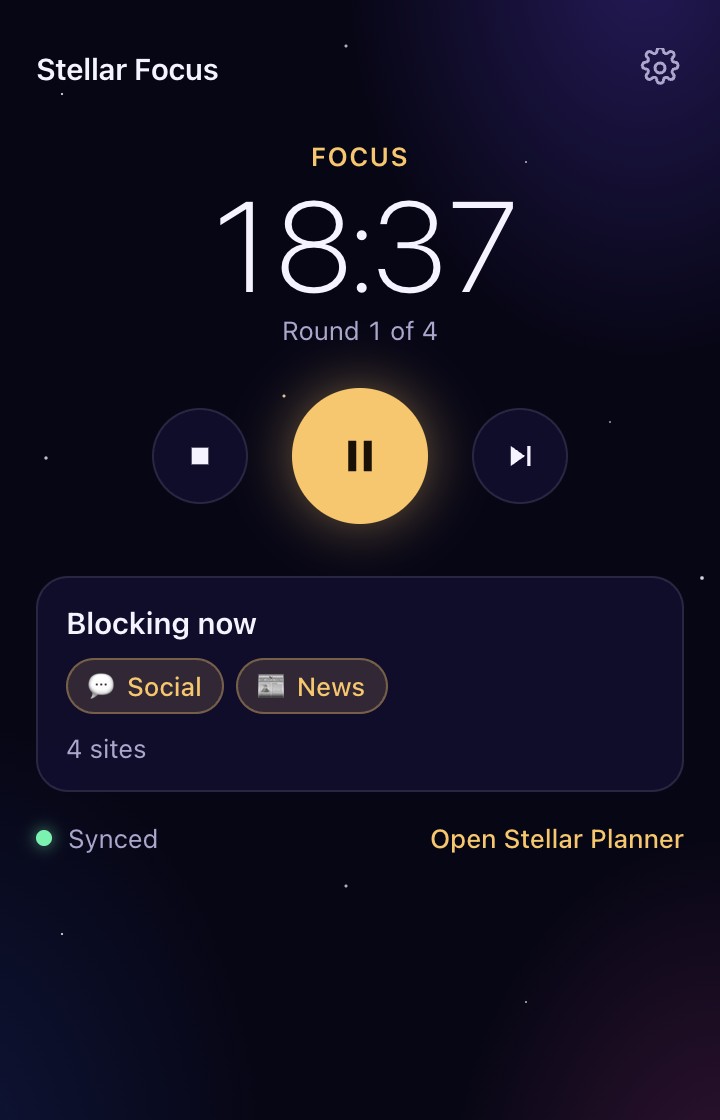 Stellar Focus
FOCUS
18:37
Round 1 of 4
Blocking now
Social
News
4 sites
Synced
Open Stellar Planner